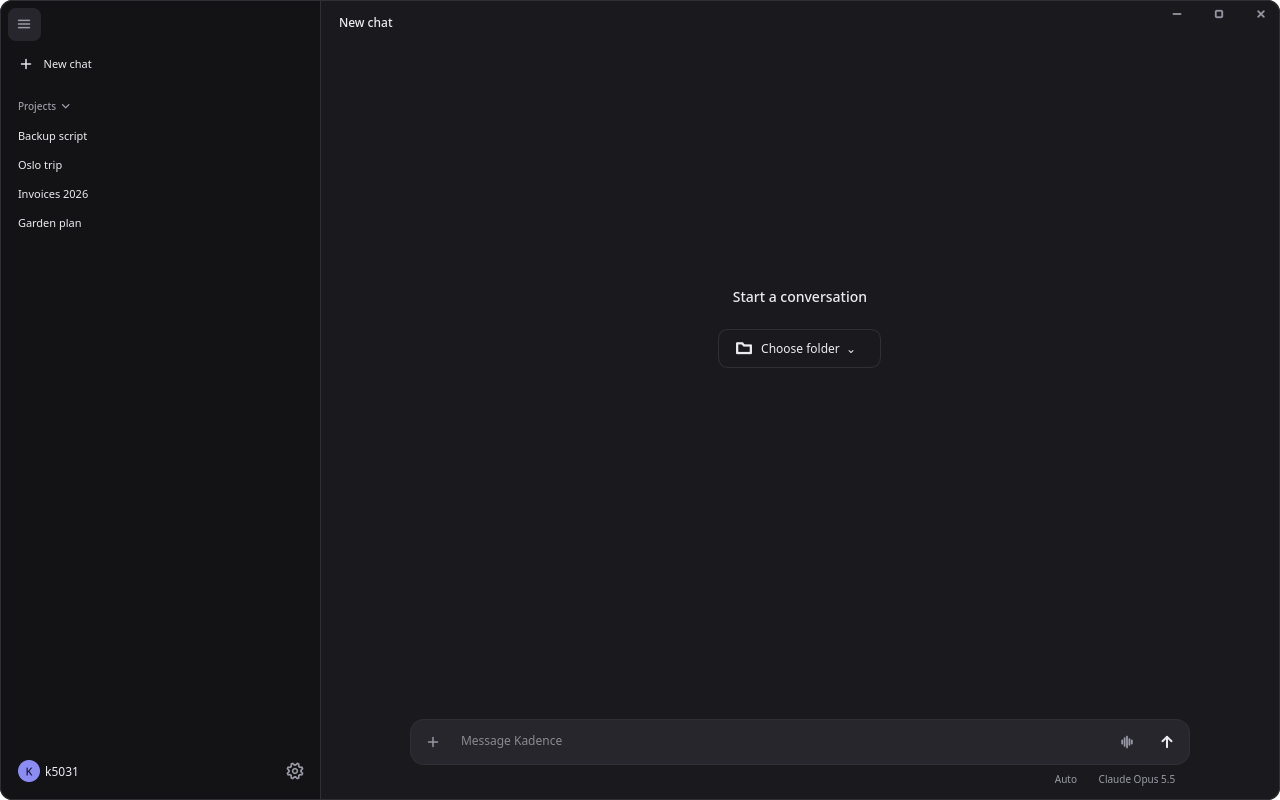 New chat
New chat
Projects
Backup script
Oslo trip
Invoices 2026
Garden plan
Start a conversation
Choose folder
Message Kadence
K k5031
Auto Claude Opus 5.5